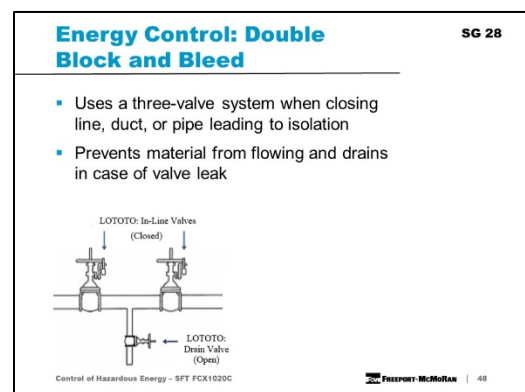 Energy Control: Double
Block and Bleed
SG 28
▪ Uses a three-valve system when closing
line, duct, or pipe leading to isolation
▪ Prevents material from flowing and drains
in case of valve leak
LOTOTO: In-Line Valves
(Closed)
LOTOTO:
Drain Valve
(Open)
Control of Hazardous Energy – SFT FCX1020C
FREEPORT-McMoRAN | 48